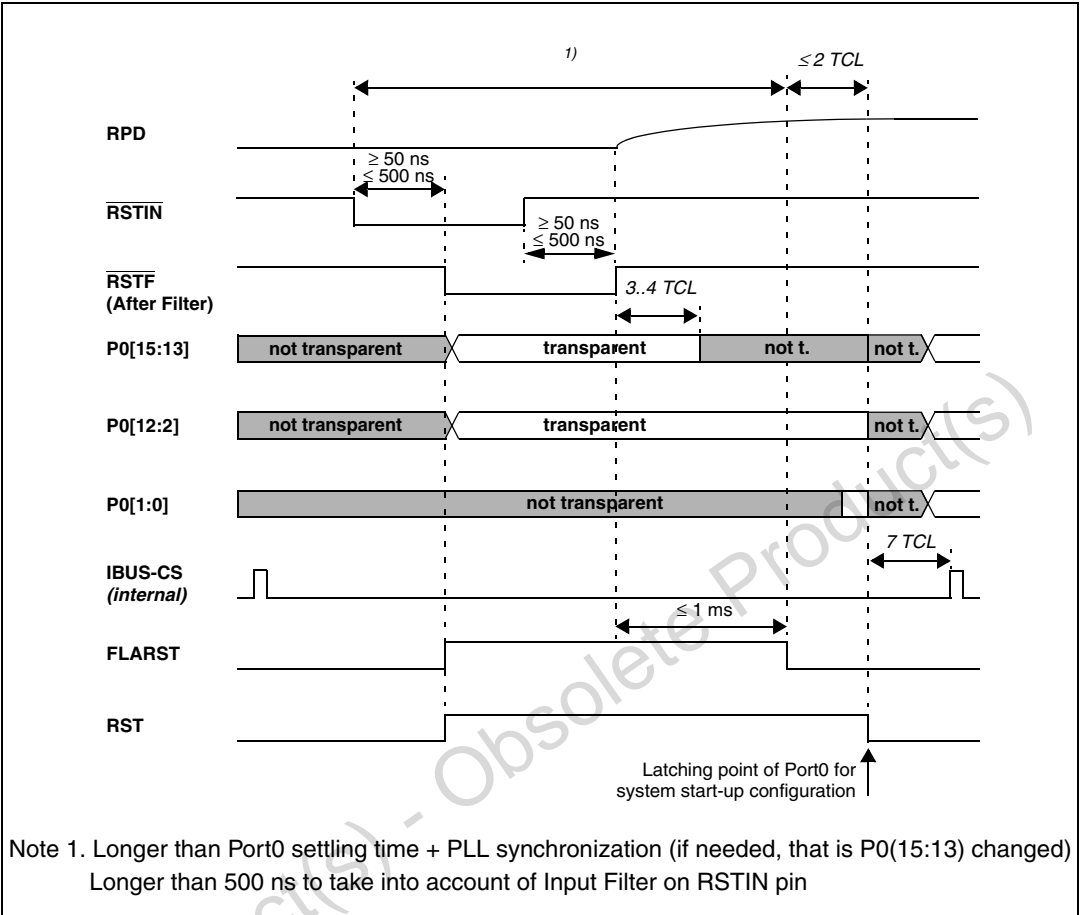 1)
≤ 2 TCL
RPD
≥ 50 ns
≤ 500 ns
RSTIN
≥ 50 ns
≤ 500 ns
RSTF
(After Filter)
3..4 TCL
P0[15:13] not transparent transparent not t. not t.
P0[12:2] not transparent transparent not t.
P0[1:0] not transparent not t.
7 TCL
IBUS-CS
(internal)
≤ 1 ms
FLARST
RST
Latching point of Port0 for
system start-up configuration
Note 1. Longer than Port0 settling time + PLL synchronization (if needed, that is P0(15:13) changed)
Longer than 500 ns to take into account of Input Filter on RSTIN pin
ct(s) - Obsolete Product(s)